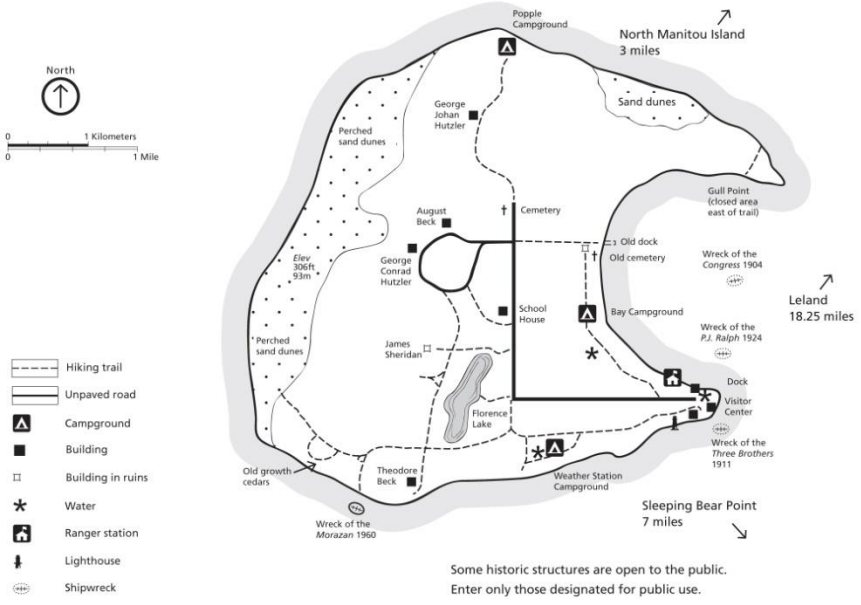 Popple
Campground
North Manitou Island
3 miles
North
0 1 Kilometers
0 1 Mile
Perched
sand dunes
George
Johan
Hutzler
Sand dunes
Gull Point
(closed area
east of trail)
August
Beck
Cemetery
Old dock
Old cemetery
Elev
306ft
93m
George
Conrad
Hutzler
Wreck of the
Congress 1904
Leland
18.25 miles
School
House
Bay Campground
Wreck of the
P.J. Ralph 1924
Perched
sand dunes
James
Sheridan
Florence
Lake
Dock
Visitor
Center
Wreck of the
Three Brothers
1911
Old growth
cedars
Theodore
Beck
Weather Station
Campground
Wreck of the
Morazan 1960
Sleeping Bear Point
7 miles
Hiking trail
Unpaved road
Campground
Building
Building in ruins
Water
Ranger station
Lighthouse
Shipwreck
Some historic structures are open to the public.
Enter only those designated for public use.